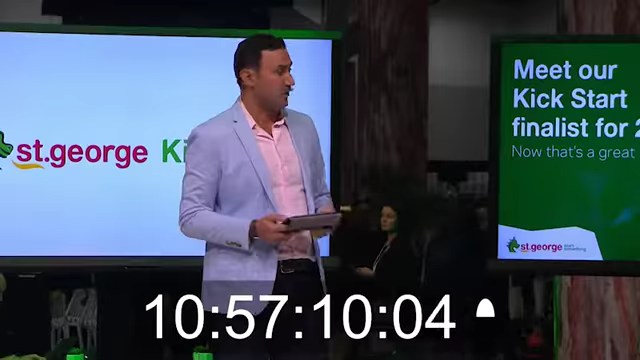 st.george Ki
Meet our
Kick Start
finalist for 2
Now that's a great
st.george
10:57:10:04